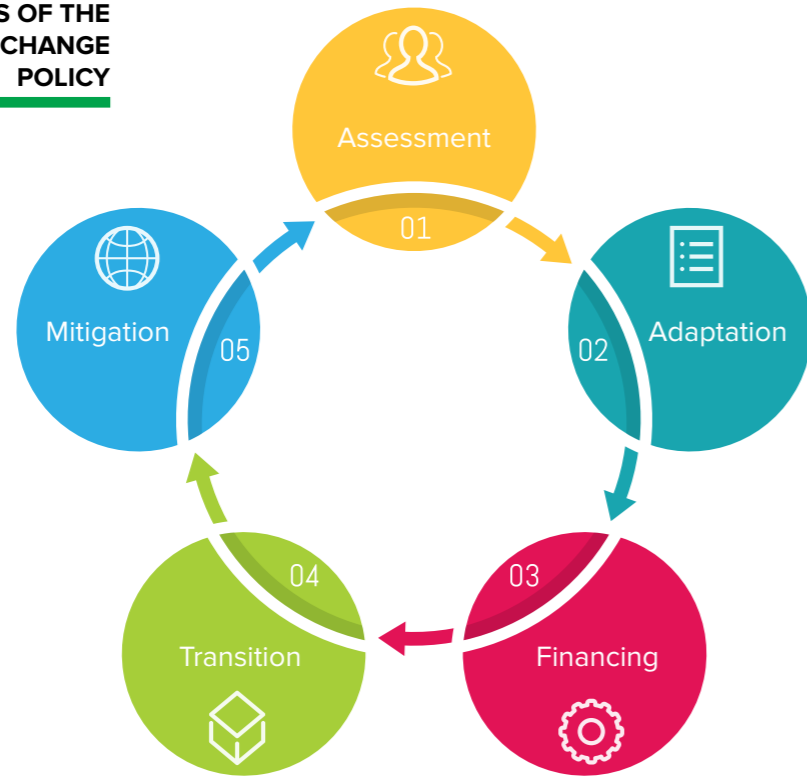 S OF THE
CHANGE
POLICY
Assessment
01
Adaptation
02
Financing
03
Transition
04
Mitigation
05